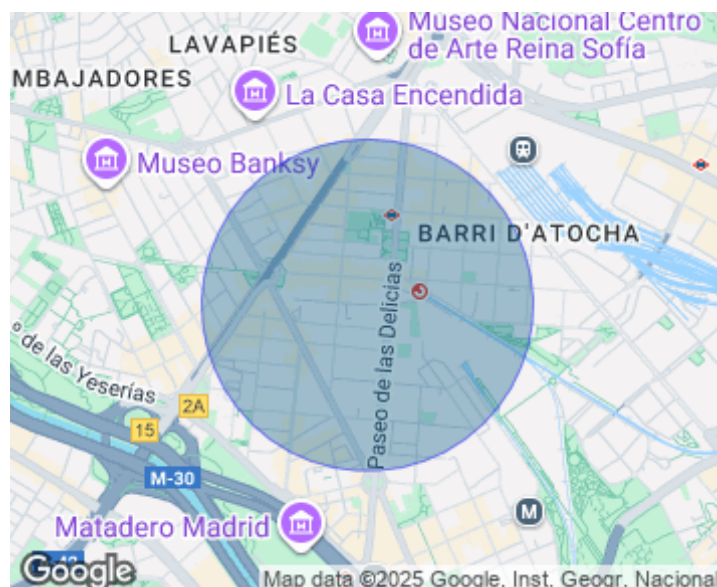 Museo Nacional Centro
de Arte Reina Sofía
LAVAPIÉS
MBAJADORES
La Casa Encendida
Museo Banksy
BARRI D'ATOCHA
Paseo de las Delicias
o de las Yeserías
2A
15
M-30
M
Matadero Madrid
Google
Map data ©2025 Google, Inst. Geogr. Nacional